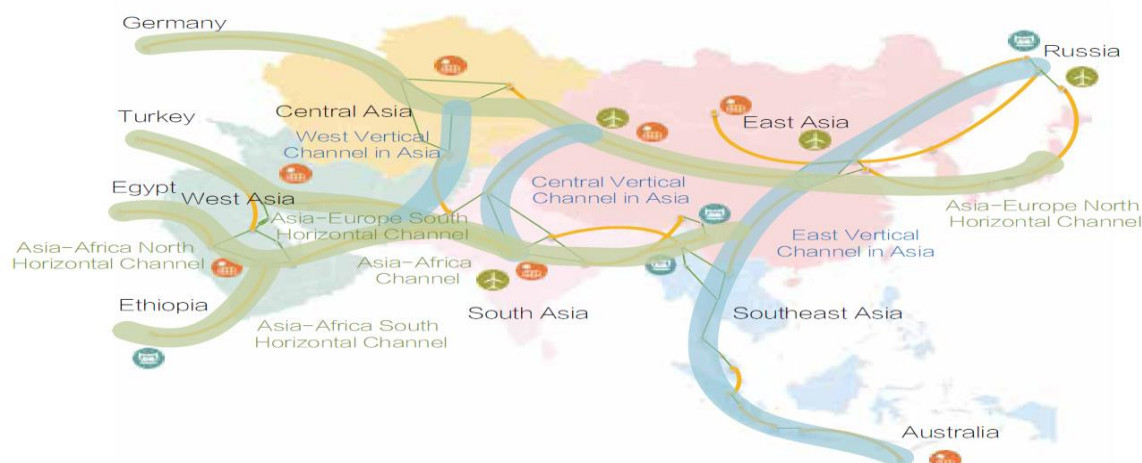 Germany
Russia
Turkey
Central Asia
East Asia
West Vertical
Channel in Asia
Egypt
West Asia
Central Vertical
Channel in Asia
Asia-Europe North
Horizontal Channel
Asia-Europe South
Horizontal Channel
East Vertical
Channel in Asia
Asia-Africa North
Horizontal Channel
Asia-Africa
Channel
Ethiopia
South Asia
Southeast Asia
Asia-Africa South
Horizontal Channel
Australia